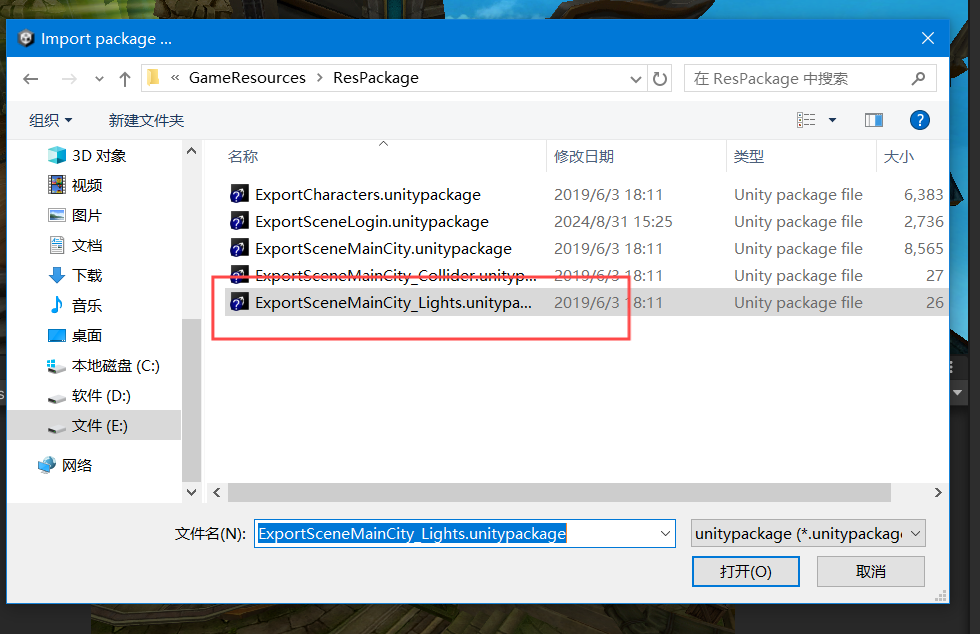 Import package ...
« GameResources > ResPackage
在 ResPackage 中搜索
组织
新建文件夹
?
3D 对象
视频
图片
文档
下载
音乐
桌面
本地磁盘 (C:)
软件 (D:)
文件 (E:)
网络
名称 修改日期 类型 大小
ExportCharacters.unitypackage 2019/6/3 18:11 Unity package file 6,383
ExportSceneLogin.unitypackage 2024/8/31 15:25 Unity package file 2,736
ExportSceneMainCity.unitypackage 2019/6/3 18:11 Unity package file 8,565
ExportSceneMainCity_Collider.unityp... 2019/6/3 18:11 Unity package file 27
ExportSceneMainCity_Lights.unitypa... 2019/6/3 18:11 Unity package file 26
文件名(N): ExportSceneMainCity_Lights.unitypackage
unitypackage (*.unitypackag
打开(O)
取消